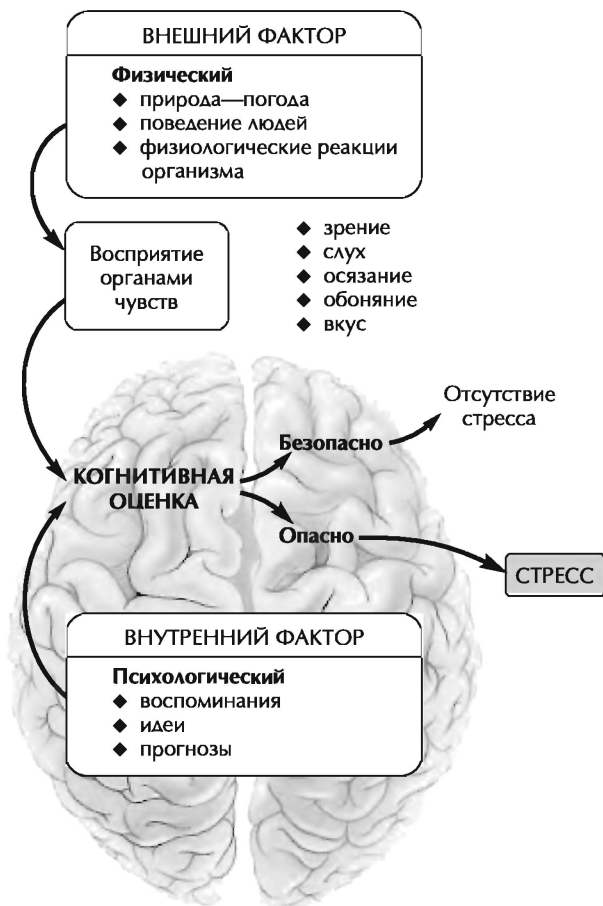 ВНЕШНИЙ ФАКТОР
Физический
◆ природа—погода
◆ поведение людей
◆ физиологические реакции
организма
Восприятие
органами
чувств
◆ зрение
◆ слух
◆ осязание
◆ обоняние
◆ вкус
КОГНИТИВНАЯ
ОЦЕНКА
Безопасно
Отсутствие
стресса
Опасно
СТРЕСС
ВНУТРЕННИЙ ФАКТОР
Психологический
◆ воспоминания
◆ идеи
◆ прогнозы